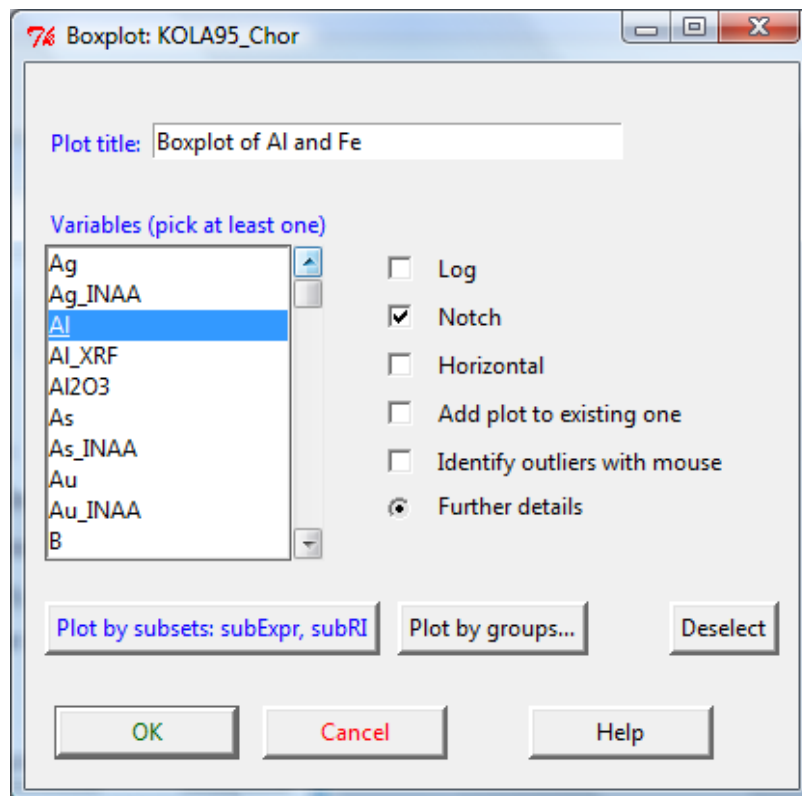 Boxplot: KOLA95_Chor
Plot title: Boxplot of Al and Fe
Variables (pick at least one)
Ag
Ag_INAA
Al
Al_XRF
Al2O3
As
As_INAA
Au
Au_INAA
B
Log
Notch
Horizontal
Add plot to existing one
Identify outliers with mouse
Further details
Plot by subsets: subExpr, subRI Plot by groups... Deselect
OK Cancel Help